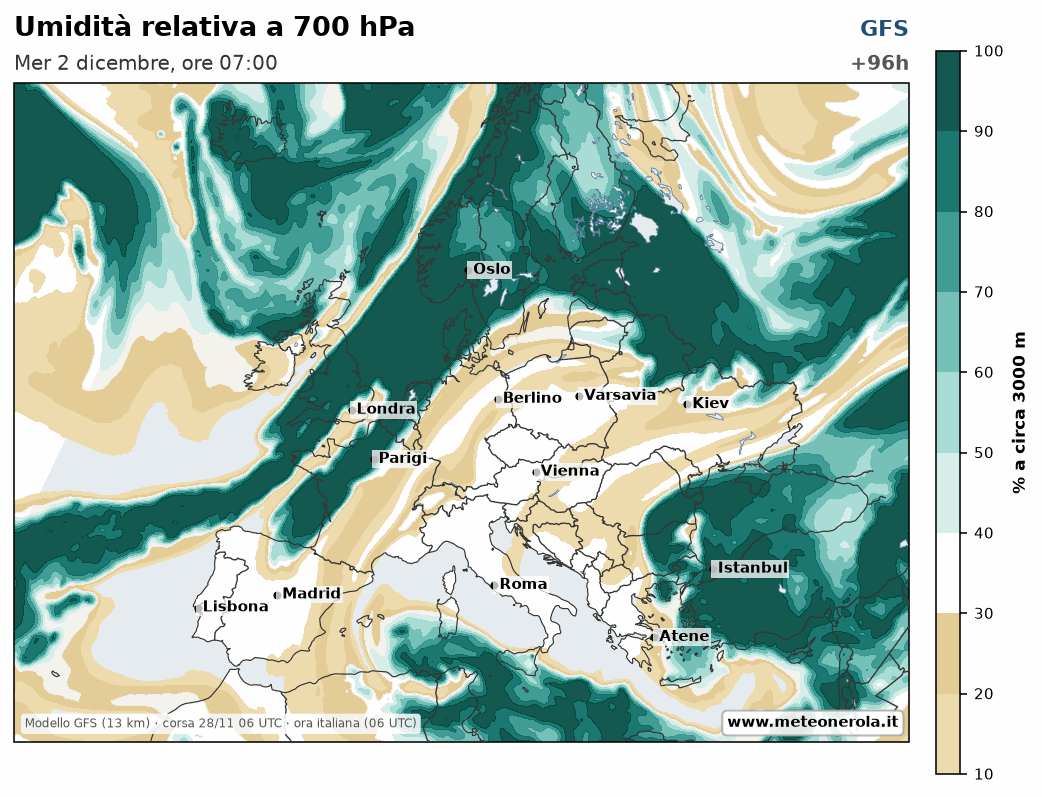 Umidità relativa a 700 hPa
GFS
Mer 2 dicembre, ore 07:00
+96h
100
90
80
70
60
50
40
30
20
10
% a circa 3000 m
Oslo
Londra
Berlino
Varsavia
Kiev
Parigi
Vienna
Istanbul
Roma
Madrid
Lisbona
Atene
Modello GFS (13 km) · corsa 28/11 06 UTC · ora italiana (06 UTC)
www.meteonerola.it